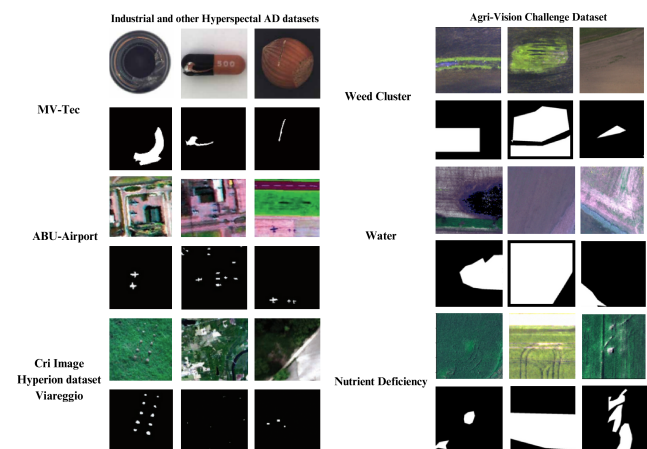 Industrial and other Hyperspectal AD datasets
MV-Tec
500
ABU-Airport
Cri Image
Hyperion dataset
Viareggio
Agri-Vision Challenge Dataset
Weed Cluster
Water
Nutrient Deficiency